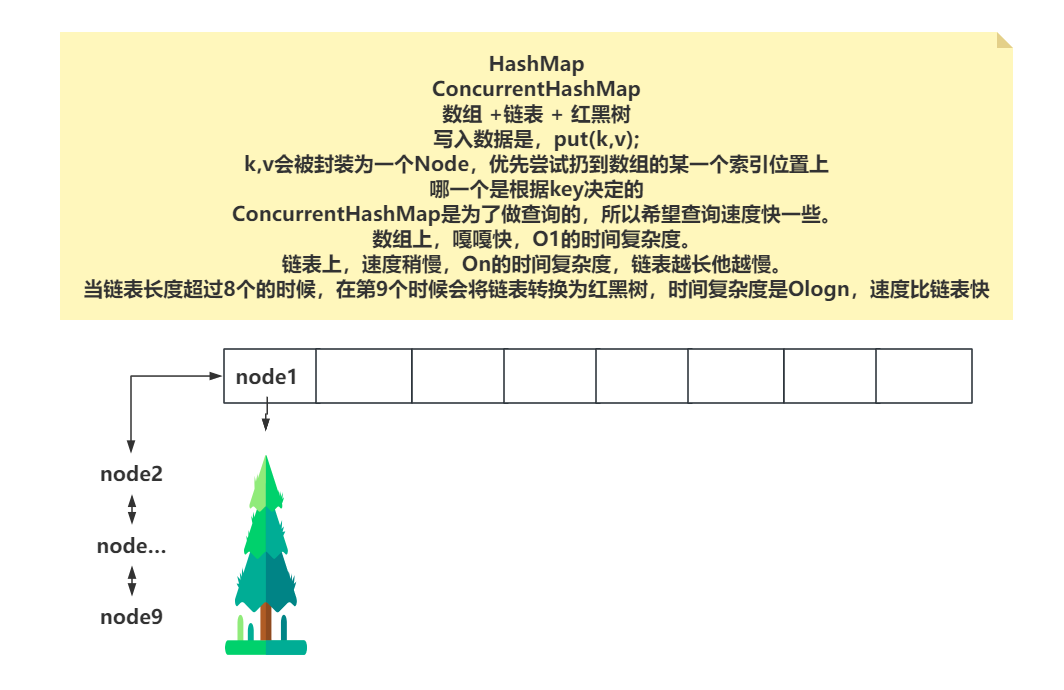 HashMap
ConcurrentHashMap
数组 +链表 + 红黑树
写入数据是，put(k,v);
k,v会被封装为一个Node，优先尝试扔到数组的某一个索引位置上
哪一个是根据key决定的
ConcurrentHashMap是为了做查询的，所以希望查询速度快一些。
数组上，嘎嘎快，O1的时间复杂度。
链表上，速度稍慢，On的时间复杂度，链表越长他越慢。
当链表长度超过8个的时候，在第9个时候会将链表转换为红黑树，时间复杂度是Ologn，速度比链表快
node1
node2
node...
node9